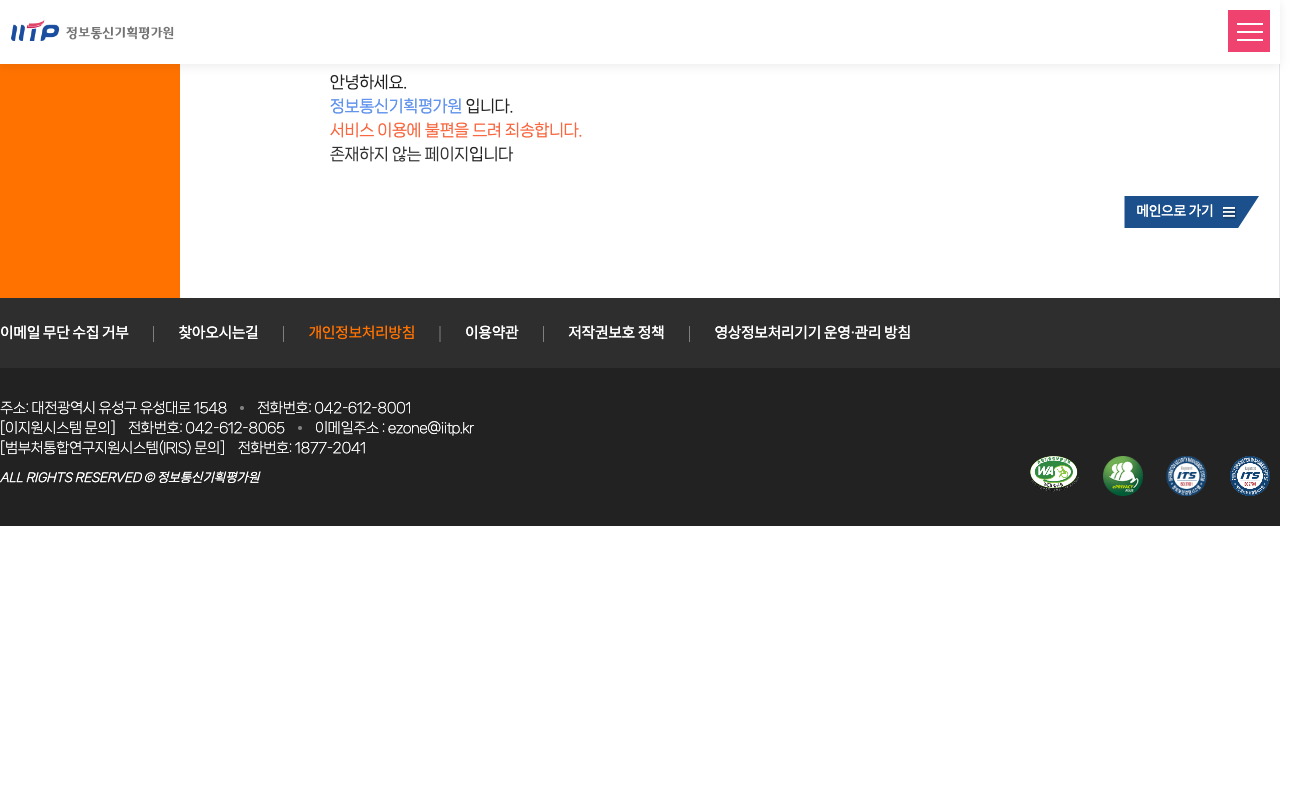 IITP 정보통신기획평가원
안녕하세요.
정보통신기획평가원 입니다.
서비스 이용에 불편을 드려 죄송합니다.
존재하지 않는 페이지입니다
메인으로 가기
이메일 무단 수집 거부
찾아오시는길
개인정보처리방침
이용약관
저작권보호 정책
영상정보처리기기 운영·관리 방침
주소: 대전광역시 유성구 유성대로 1548 • 전화번호: 042-612-8001
[이지원시스템 문의] 전화번호: 042-612-8065 • 이메일주소 : ezone@iitp.kr
[범부처통합연구지원시스템(IRIS) 문의] 전화번호: 1877-2041
ALL RIGHTS RESERVED © 정보통신기획평가원
WA
ITS
ITS